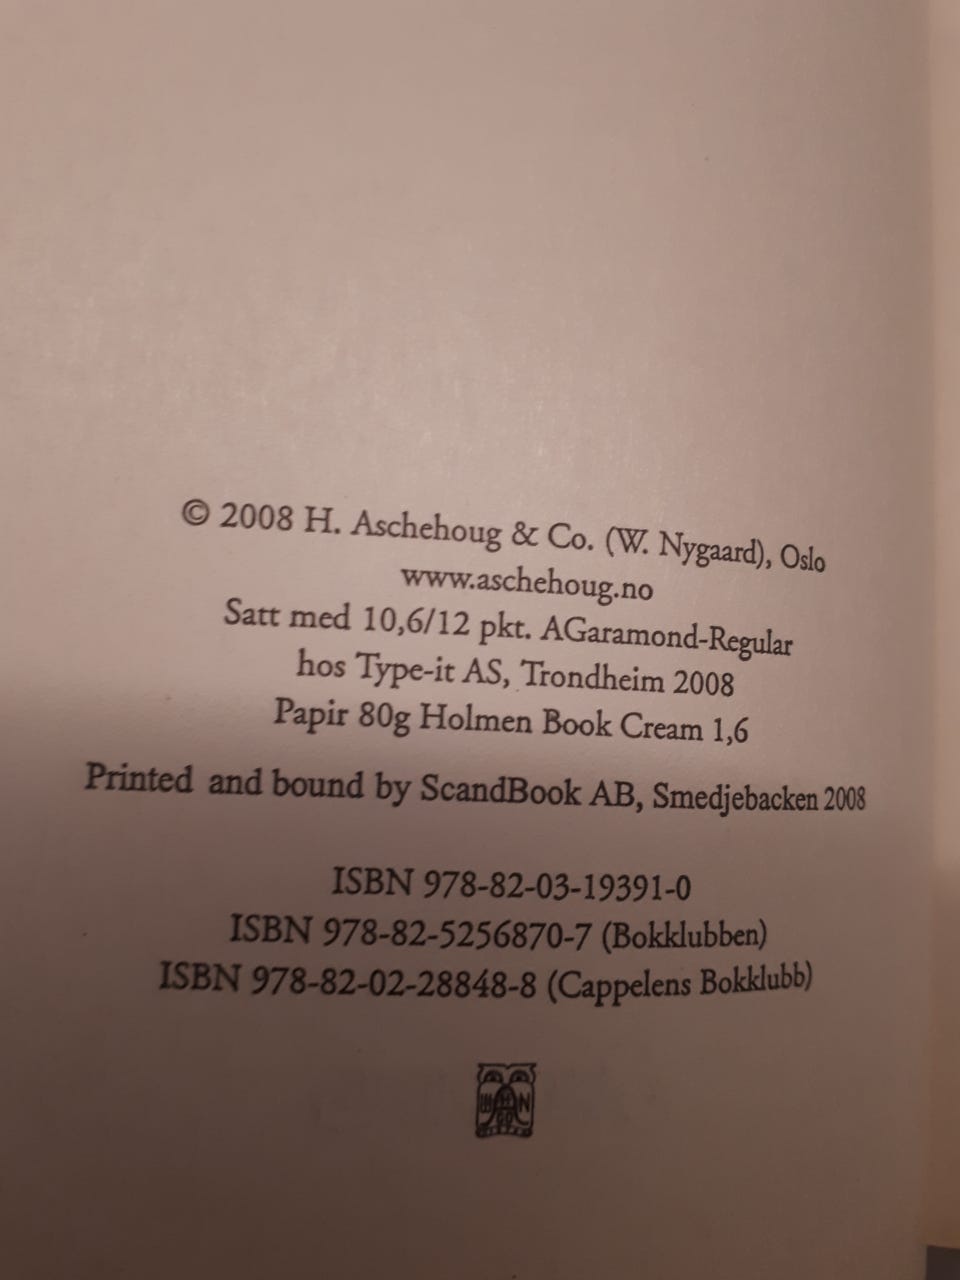 © 2008 H. Aschehoug & Co. (W. Nygaard), Oslo
www.aschehoug.no
Satt med 10,6/12 pkt. AGaramond-Regular
hos Type-it AS, Trondheim 2008
Papir 80g Holmen Book Cream 1,6
Printed and bound by ScandBook AB, Smedjebacken 2008
ISBN 978-82-03-19391-0
ISBN 978-82-5256870-7 (Bokklubben)
ISBN 978-82-02-28848-8 (Cappelens Bokklubb)